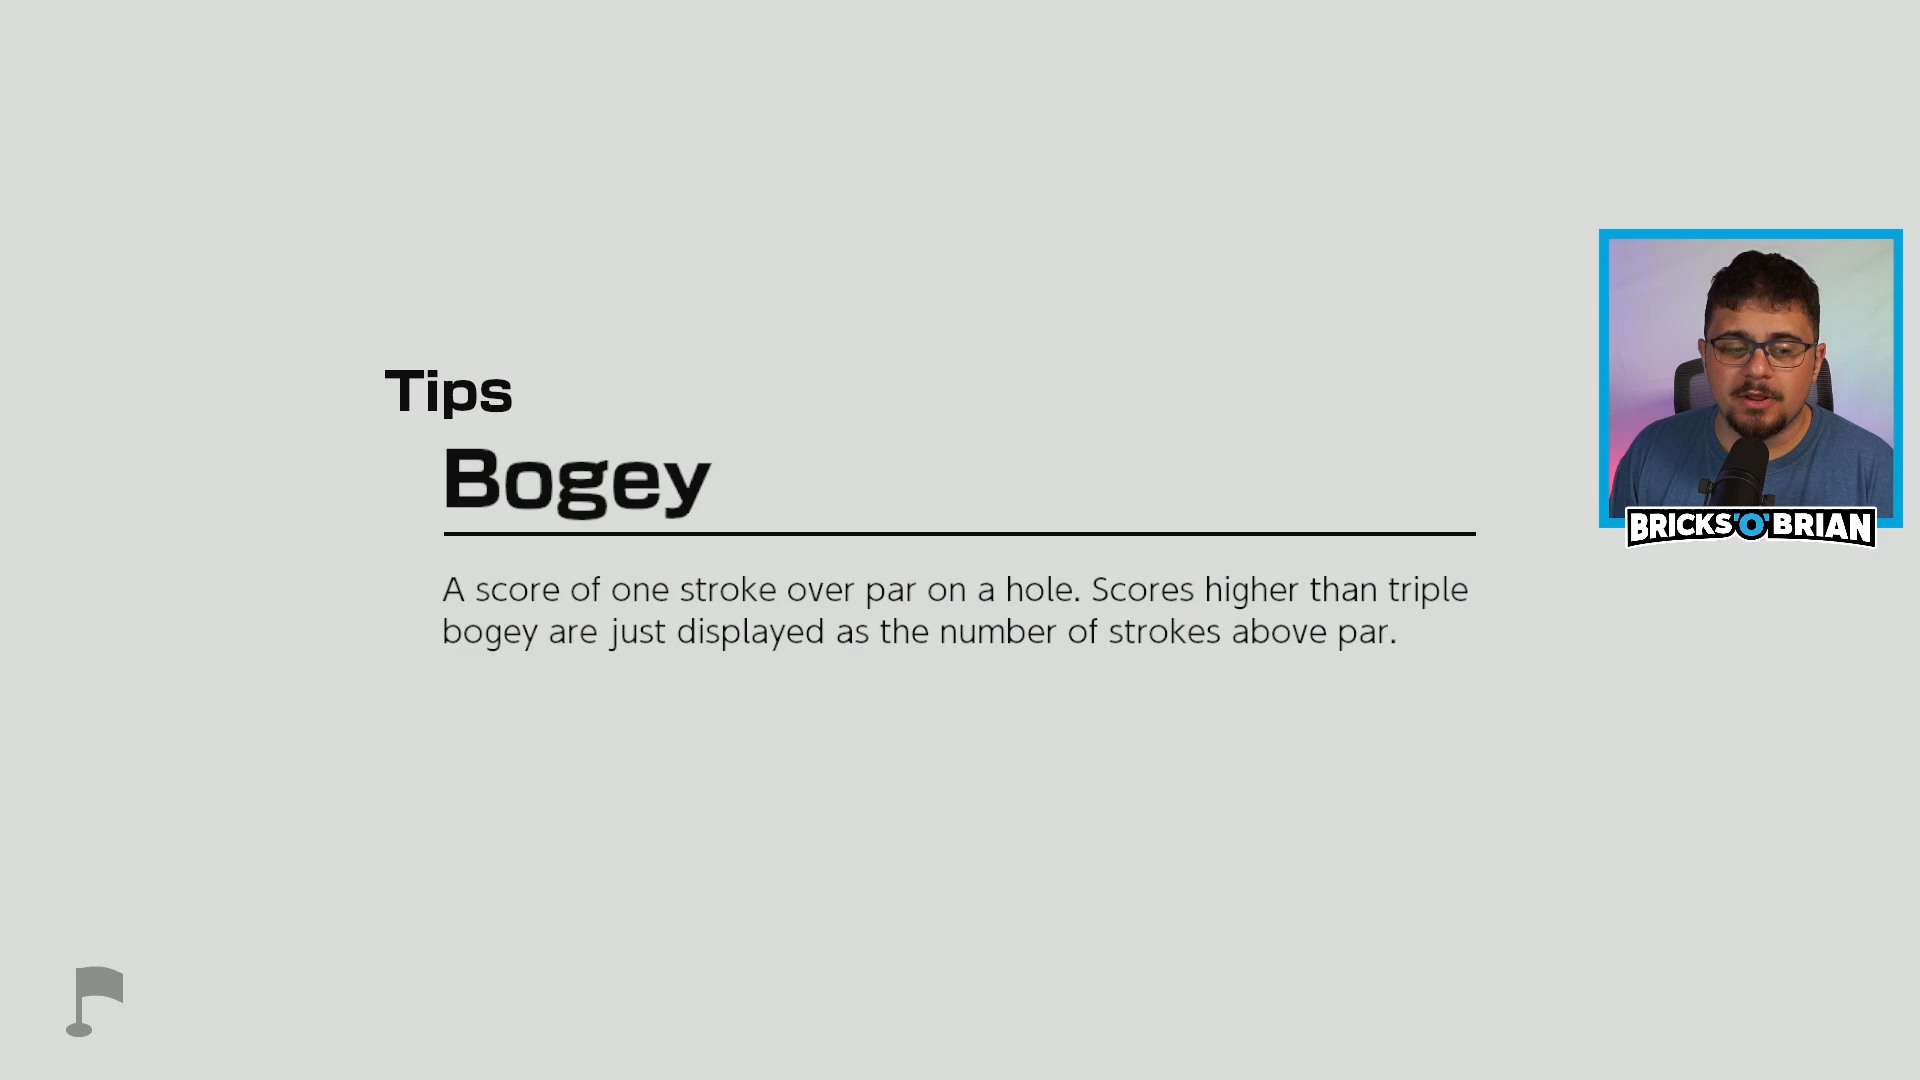 Tips
Bogey
A score of one stroke over par on a hole. Scores higher than triple
bogey are just displayed as the number of strokes above par.
BRICKS'O'BRIAN